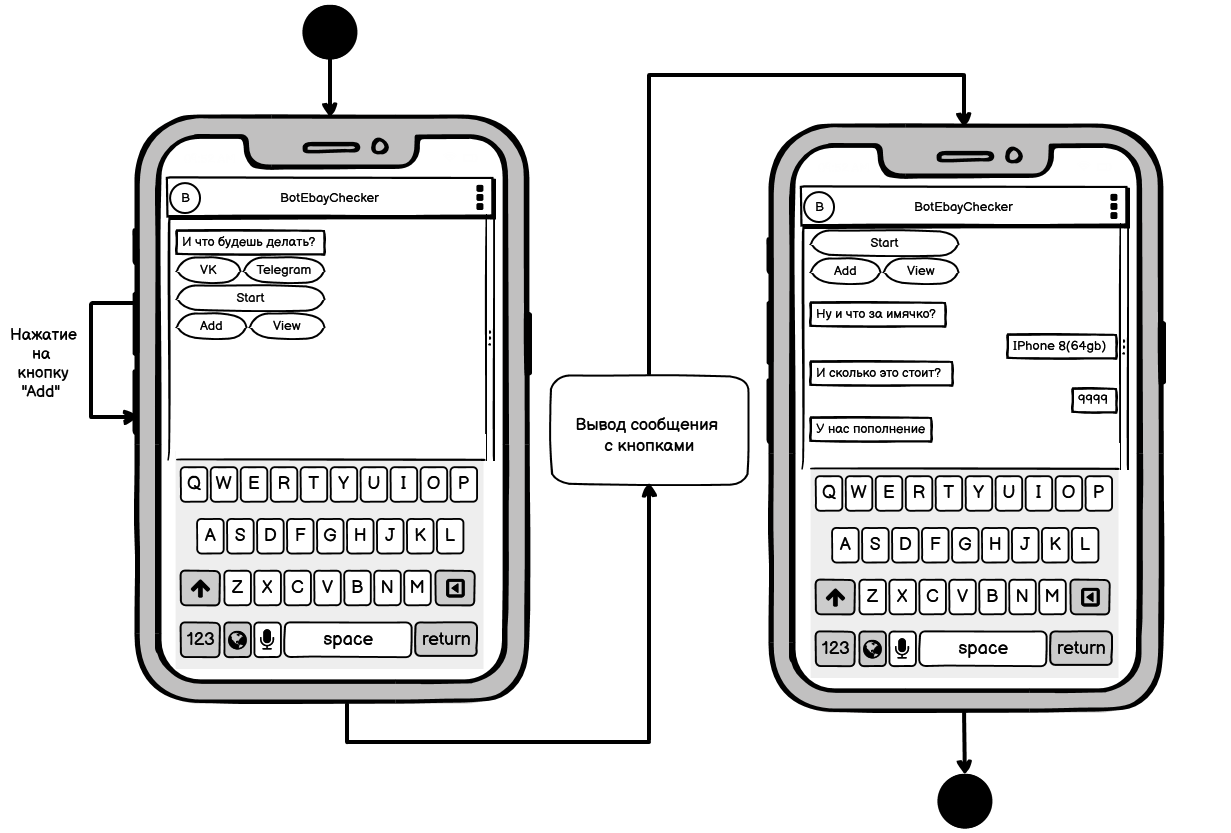 B
BotEbayChecker
И что будешь делать?
VK Telegram
Start
Add View
Нажатие
на
кнопку
"Add"
Q W E R T Y U I O P
A S D F G H J K L
Z X C V B N M
123 space return
Вывод сообщения
с кнопками
B
BotEbayChecker
Start
Add View
Ну и что за имячко?
IPhone 8(64gb)
И сколько это стоит?
9999
У нас пополнение
Q W E R T Y U I O P
A S D F G H J K L
Z X C V B N M
123 space return